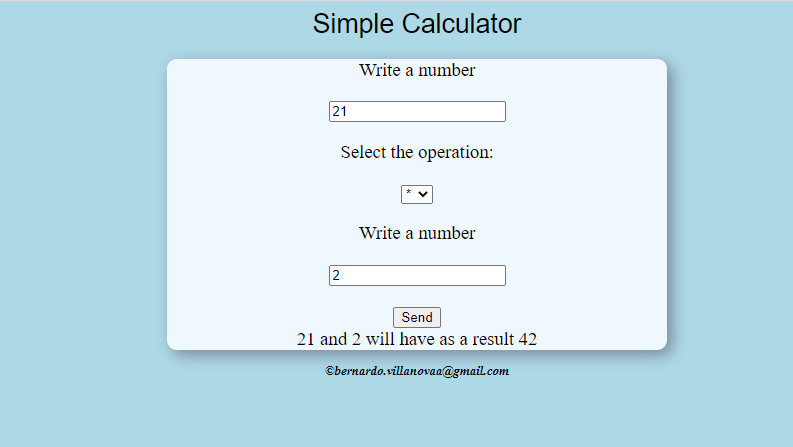 Simple Calculator
Write a number
21
Select the operation:
*
Write a number
2
Send
21 and 2 will have as a result 42
©bernardo.villanovaa@gmail.com